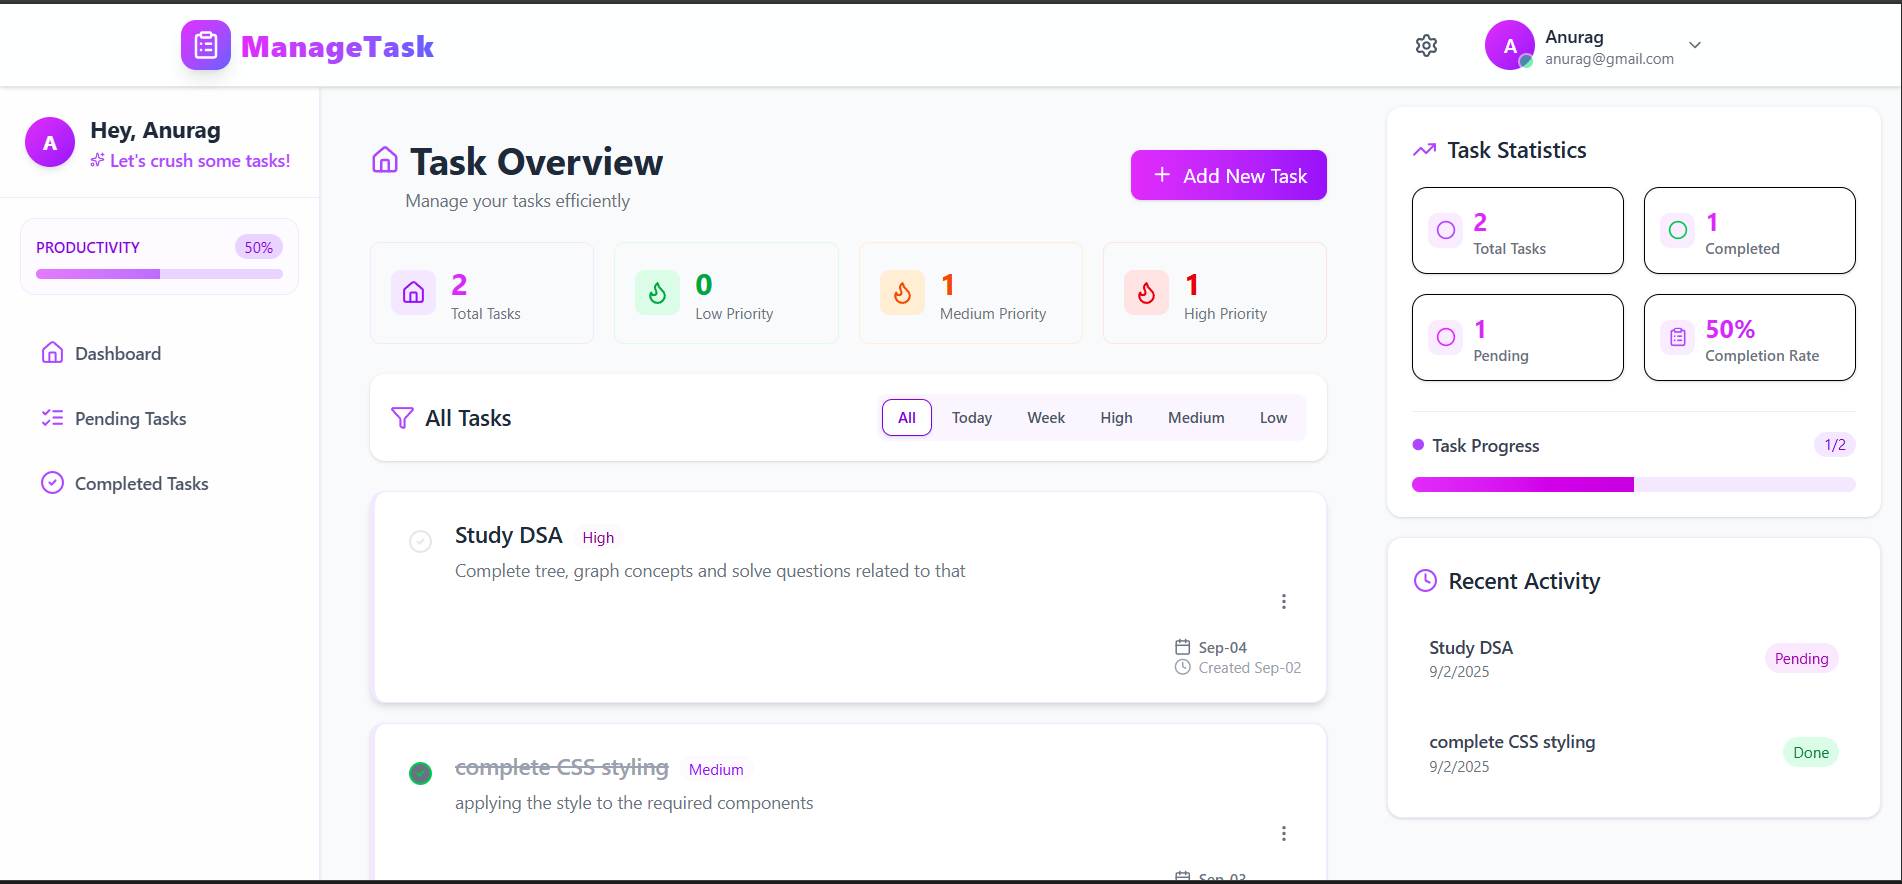 ManageTask
A
Anurag
anurag@gmail.com
A
Hey, Anurag
Let's crush some tasks!
PRODUCTIVITY
50%
Dashboard
Pending Tasks
Completed Tasks
Task Overview
Manage your tasks efficiently
Add New Task
2
Total Tasks
0
Low Priority
1
Medium Priority
1
High Priority
All Tasks
All
Today
Week
High
Medium
Low
Study DSA
High
Complete tree, graph concepts and solve questions related to that
Sep-04
Created Sep-02
complete CSS styling
Medium
applying the style to the required components
Sep-03
Task Statistics
2
Total Tasks
1
Completed
1
Pending
50%
Completion Rate
Task Progress
1/2
Recent Activity
Study DSA
9/2/2025
Pending
complete CSS styling
9/2/2025
Done